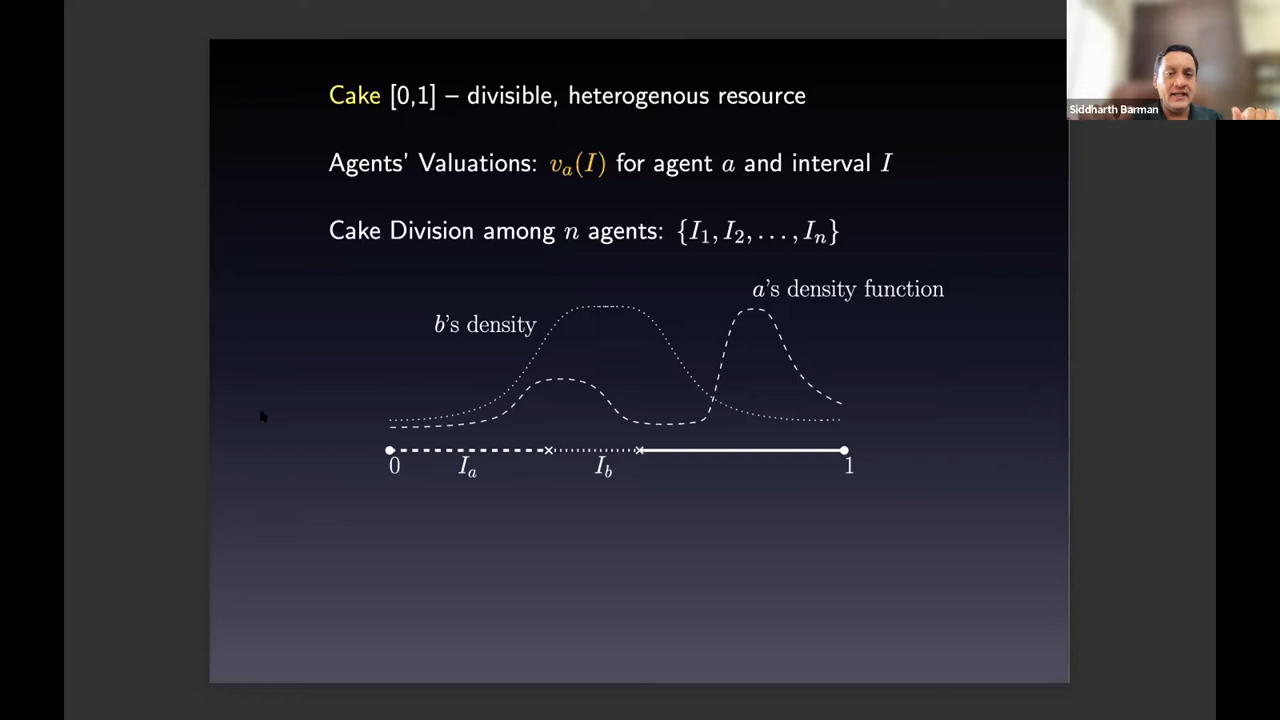 Cake [0,1] – divisible, heterogenous resource
Siddharth Barman
Agents' Valuations: v_a(I) for agent a and interval I
Cake Division among n agents: {I_1, I_2, . . . , I_n}
a's density function
b's density
0 I_a I_b 1